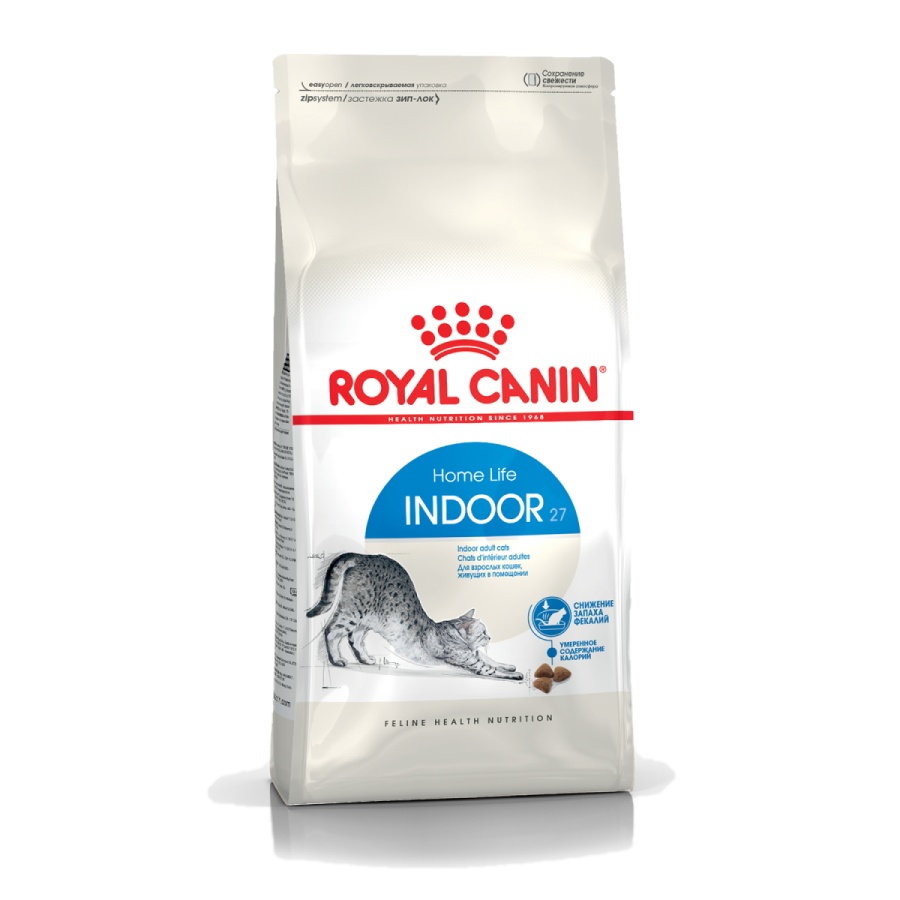 easyopen / легковскрываемая упаковка
zipsystem/застежка ЗИП-ЛОК
Сохранение
свежести
ROYAL CANIN®
HEALTH NUTRITION SINCE 1968
Home Life
INDOOR 27
Indoor adult cats
Chats d'intérieur adultes
Для взрослых кошек,
живущих в помещении
СНИЖЕНИЕ
ЗАПАХА
ФЕКАЛИЙ
УМЕРЕННОЕ
СОДЕРЖАНИЕ
КАЛОРИЙ
FELINE HEALTH NUTRITION